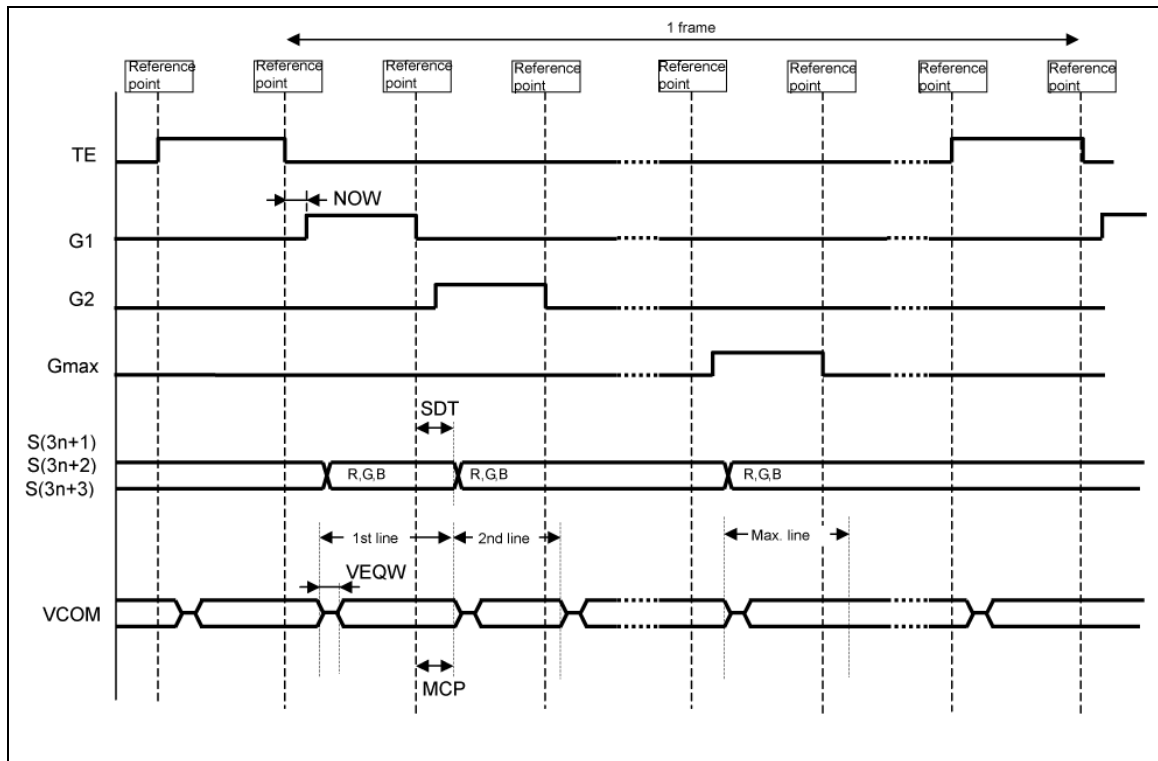 1 frame
Reference point
Reference point
Reference point
Reference point
Reference point
Reference point
Reference point
Reference point
TE
NOW
G1
G2
Gmax
SDT
S(3n+1)
S(3n+2)
S(3n+3)
R,G,B
R,G,B
R,G,B
1st line
2nd line
Max. line
VEQW
VCOM
MCP